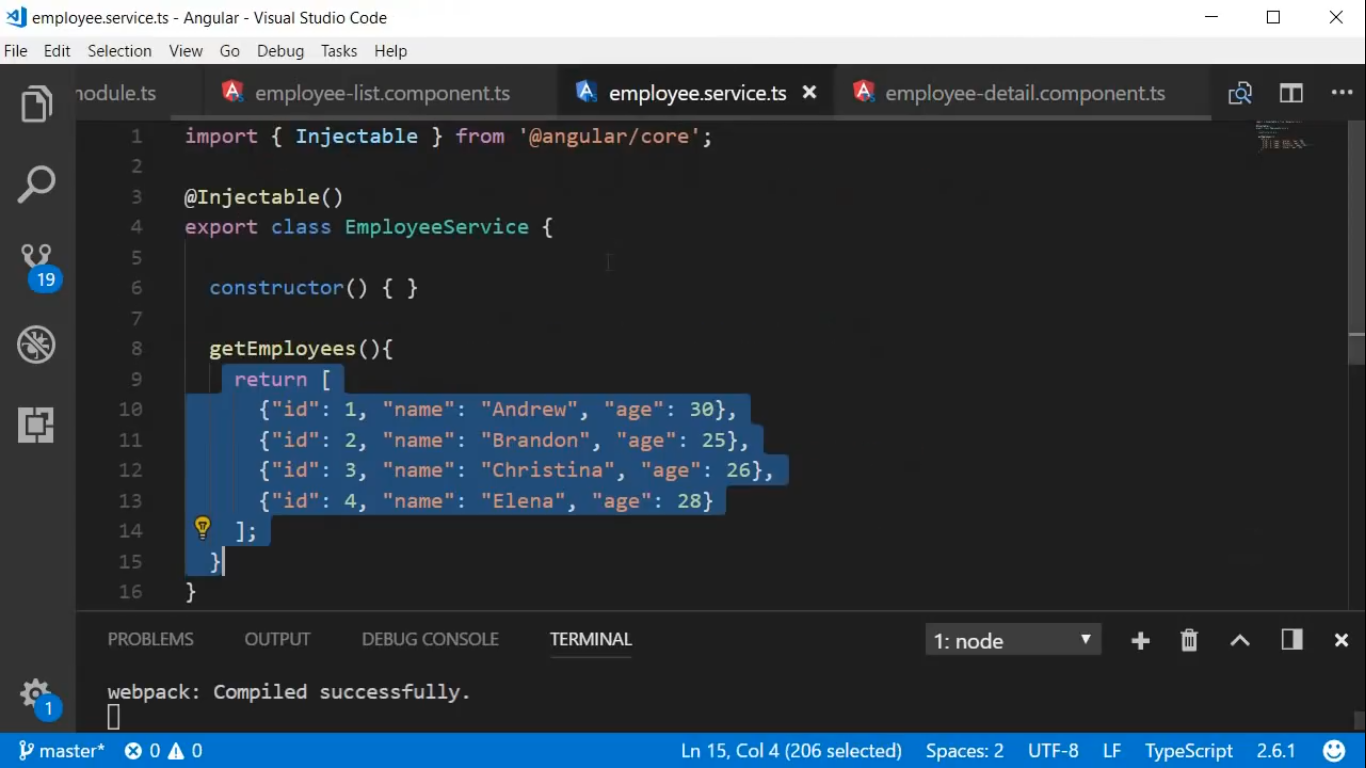 employee.service.ts - Angular - Visual Studio Code
File Edit Selection View Go Debug Tasks Help
nodule.ts employee-list.component.ts employee.service.ts employee-detail.component.ts
1 import { Injectable } from '@angular/core';
2
3 @Injectable()
4 export class EmployeeService {
5
6 constructor() { }
7
8 getEmployees(){
9 return [
10 {"id": 1, "name": "Andrew", "age": 30},
11 {"id": 2, "name": "Brandon", "age": 25},
12 {"id": 3, "name": "Christina", "age": 26},
13 {"id": 4, "name": "Elena", "age": 28}
14 ];
15 }
16 }
19
PROBLEMS OUTPUT DEBUG CONSOLE TERMINAL 1: node
webpack: Compiled successfully.
1
master* 0 0 Ln 15, Col 4 (206 selected) Spaces: 2 UTF-8 LF TypeScript 2.6.1